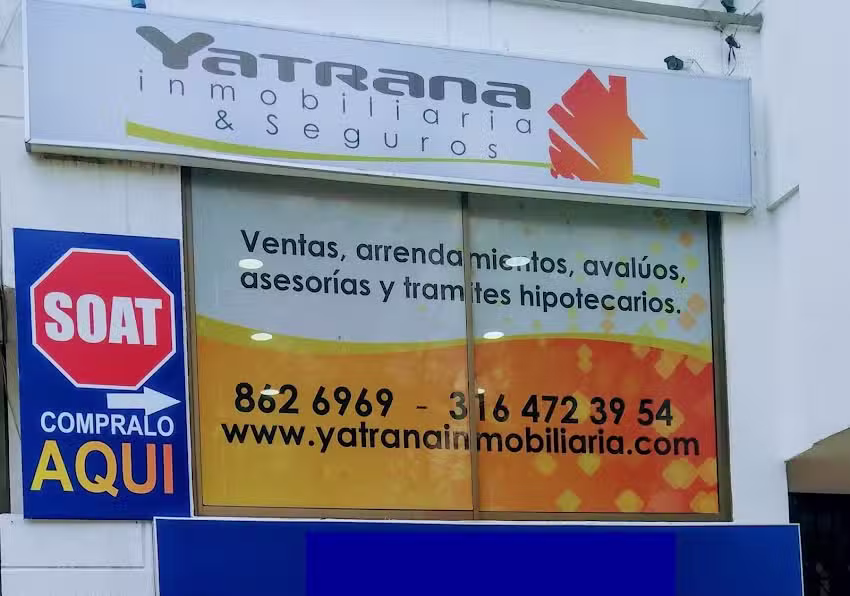 Yatrana
inmobiliaria
& Seguros
Ventas, arrendamientos, avalúos,
asesorías y tramites hipotecarios.
862 6969 - 316 472 39 54
www.yatranainmobiliaria.com
SOAT
COMPRALO
AQUI